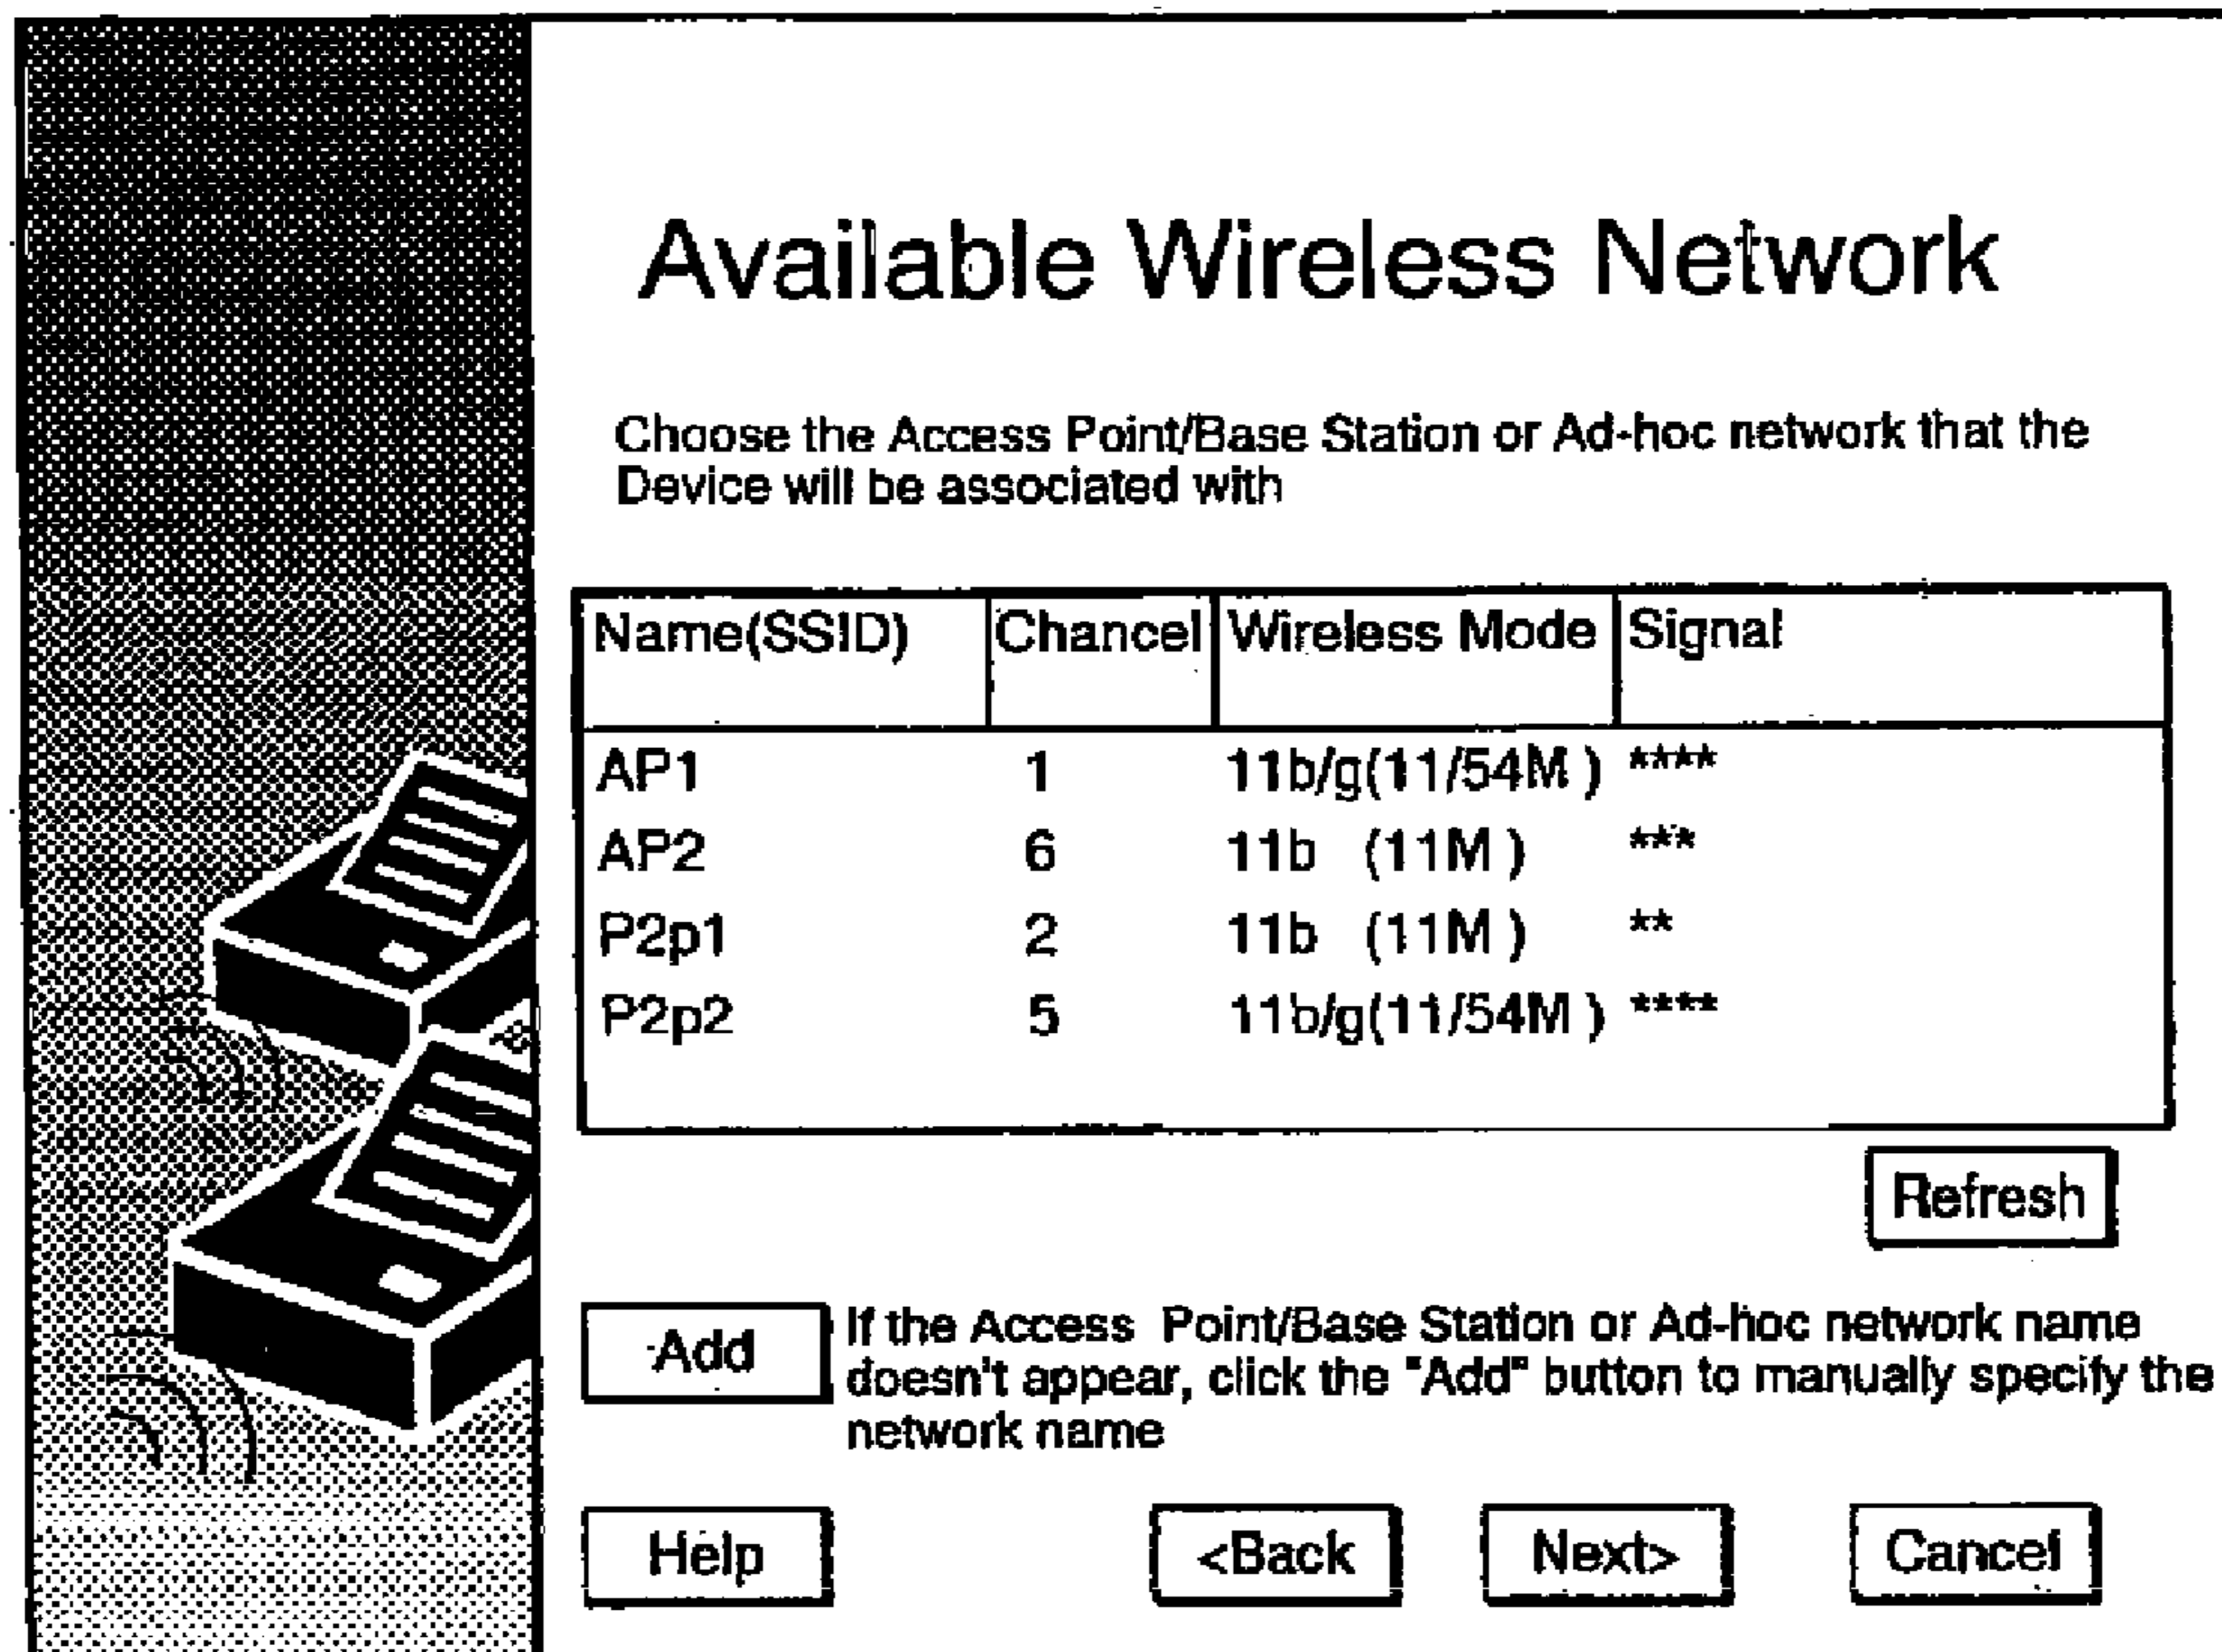 Available Wireless Network
Choose the Access Point/Base Station or Ad-hoc network that the
Device will be associated with
Name(SSID) Chancel Wireless Mode Signal
AP1 1 11b/g(11/54M ) ****
AP2 6 11b (11M ) ***
P2p1 2 11b (11M ) **
P2p2 5 11b/g(11/54M ) ****
Refresh
Add
If the Access Point/Base Station or Ad-hoc network name
doesn't appear, click the "Add" button to manually specify the
network name
Help <Back Next> Cancel